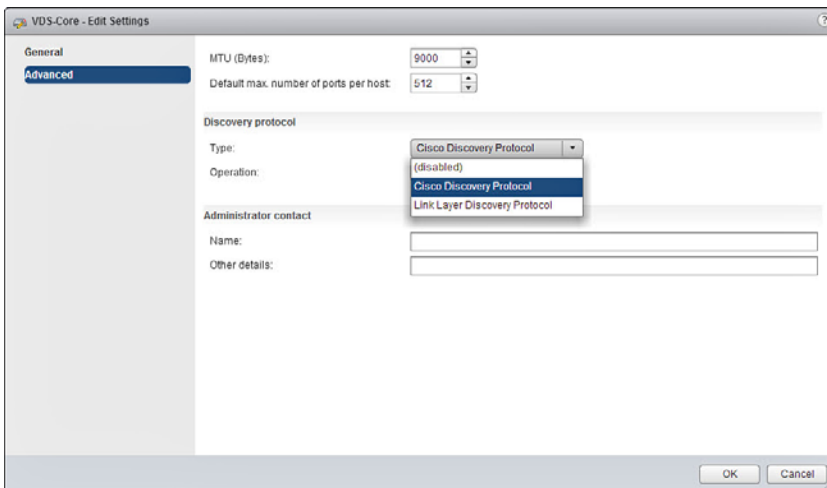 VDS-Core - Edit Settings
?
General
Advanced
MTU (Bytes): 9000
Default max. number of ports per host: 512
Discovery protocol
Type: Cisco Discovery Protocol
(disabled)
Operation:
Cisco Discovery Protocol
Link Layer Discovery Protocol
Administrator contact
Name:
Other details:
OK Cancel